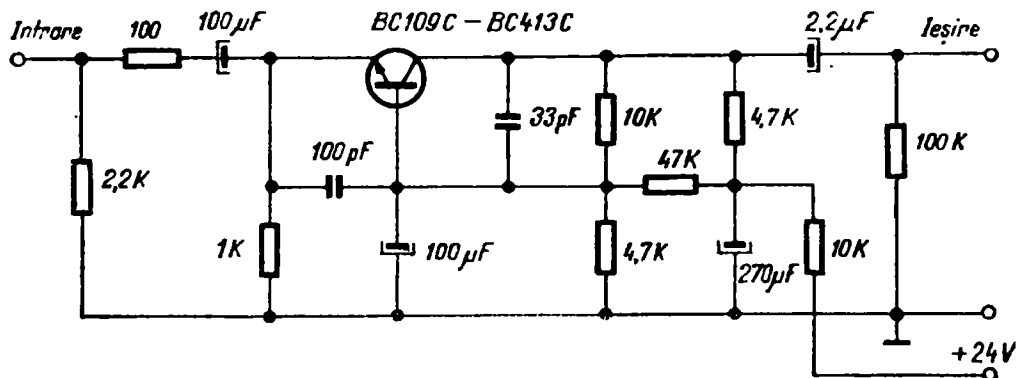 Intrare
100
100µF
BC109C – BC413C
2,2µF
Ieșire
2,2K
100pF
33pF
10K
4,7K
100K
47K
1K
100µF
4,7K
270µF
10K
+24V